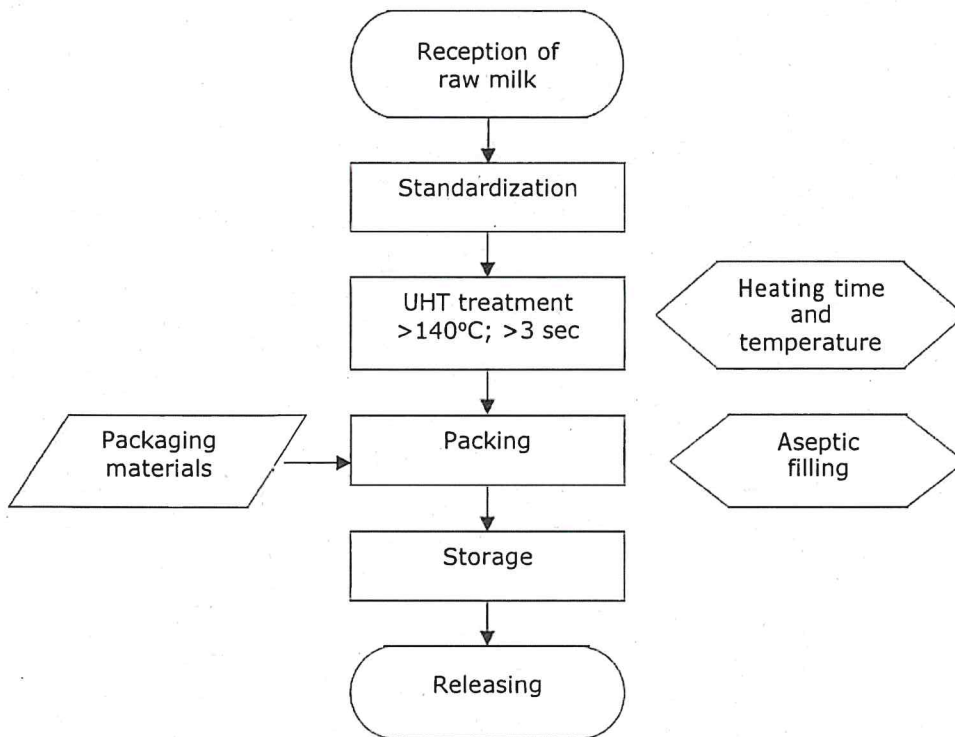 Reception of
raw milk
Standardization
UHT treatment
>140°C; >3 sec
Heating time
and
temperature
Packaging
materials
Packing
Aseptic
filling
Storage
Releasing